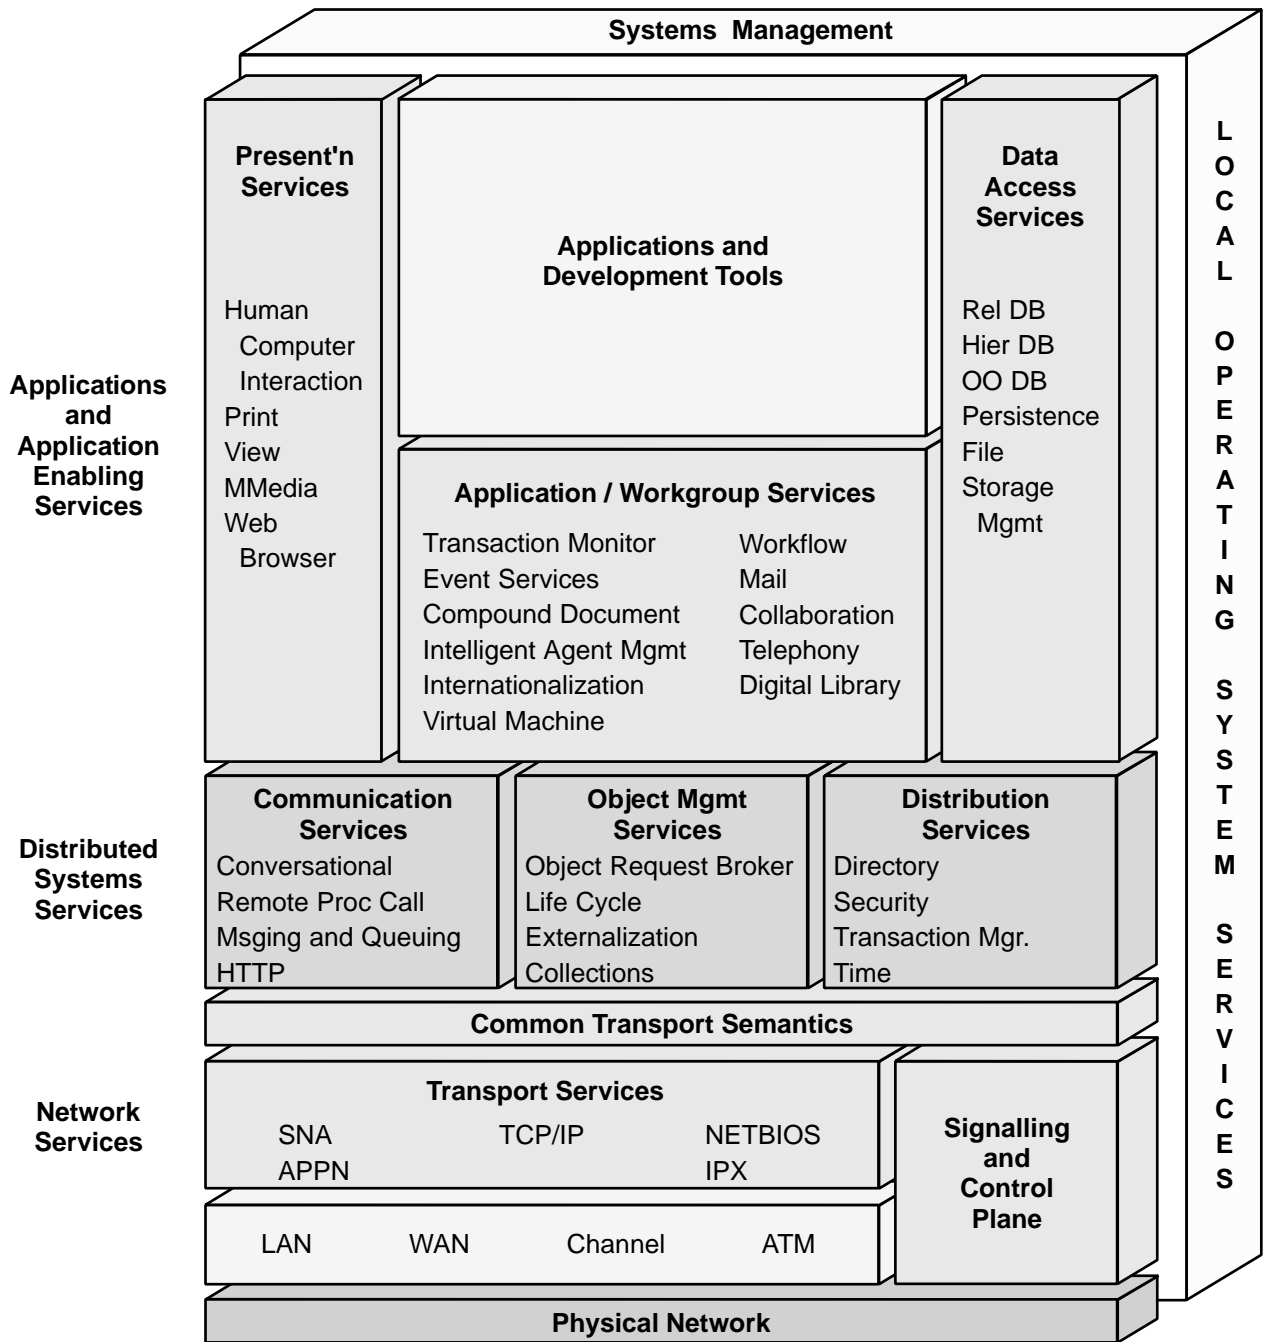 Systems Management
LOCAL OPERATING SYSTEM SERVICES
Applications
and
Application
Enabling
Services
Present'n
Services
Human
Computer
Interaction
Print
View
MMedia
Web
Browser
Applications and
Development Tools
Application / Workgroup Services
Transaction Monitor
Event Services
Compound Document
Intelligent Agent Mgmt
Internationalization
Virtual Machine
Workflow
Mail
Collaboration
Telephony
Digital Library
Data
Access
Services
Rel DB
Hier DB
OO DB
Persistence
File
Storage
Mgmt
Distributed
Systems
Services
Communication
Services
Conversational
Remote Proc Call
Msging and Queuing
HTTP
Object Mgmt
Services
Object Request Broker
Life Cycle
Externalization
Collections
Distribution
Services
Directory
Security
Transaction Mgr.
Time
Common Transport Semantics
Network
Services
Transport Services
SNA TCP/IP NETBIOS
APPN IPX
Signalling
and
Control
Plane
LAN WAN Channel ATM
Physical Network